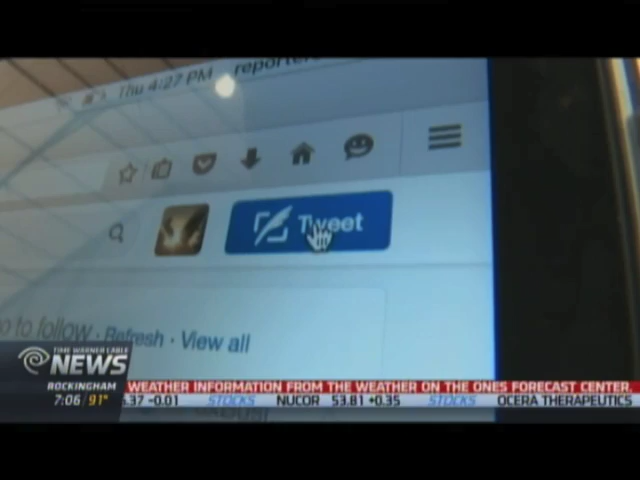 Thu 4:27 PM
Tweet
to follow · Refresh · View all
TIME WARNER CABLE
NEWS
ROCKINGHAM
7:06 91°
WEATHER INFORMATION FROM THE WEATHER ON THE ONES FORECAST CENTER.
.37 -0.01 STOCKS NUCOR 53.81 +0.35 STOCKS OCERA THERAPEUTICS